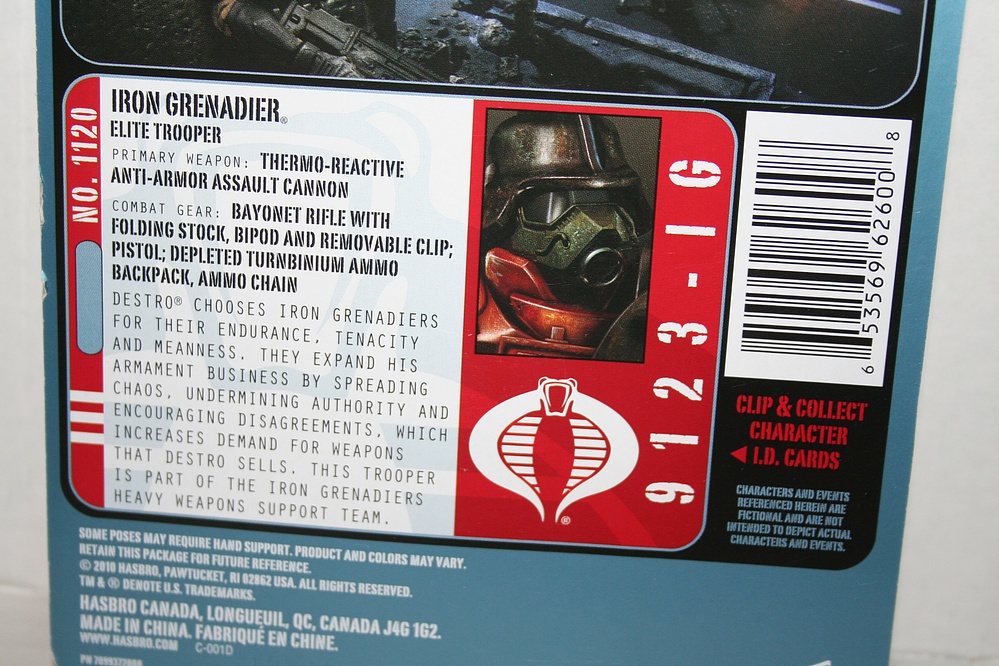 NO. 1120
IRON GRENADIER®
ELITE TROOPER
PRIMARY WEAPON: THERMO-REACTIVE
ANTI-ARMOR ASSAULT CANNON
COMBAT GEAR: BAYONET RIFLE WITH
FOLDING STOCK, BIPOD AND REMOVABLE CLIP;
PISTOL; DEPLETED TURNBINIUM AMMO
BACKPACK, AMMO CHAIN
DESTRO® CHOOSES IRON GRENADIERS
FOR THEIR ENDURANCE, TENACITY
AND MEANNESS. THEY EXPAND HIS
ARMAMENT BUSINESS BY SPREADING
CHAOS, UNDERMINING AUTHORITY AND
ENCOURAGING DISAGREEMENTS, WHICH
INCREASES DEMAND FOR WEAPONS
THAT DESTRO SELLS. THIS TROOPER
IS PART OF THE IRON GRENADIERS
HEAVY WEAPONS SUPPORT TEAM.
®
9123-IG
6 53569 62600 8
CLIP & COLLECT
CHARACTER
◀ I.D. CARDS
CHARACTERS AND EVENTS
REFERENCED HEREIN ARE
FICTIONAL AND ARE NOT
INTENDED TO DEPICT ACTUAL
CHARACTERS AND EVENTS.
SOME POSES MAY REQUIRE HAND SUPPORT. PRODUCT AND COLORS MAY VARY.
RETAIN THIS PACKAGE FOR FUTURE REFERENCE.
© 2010 HASBRO, PAWTUCKET, RI 02862 USA. ALL RIGHTS RESERVED.
TM & ® DENOTE U.S. TRADEMARKS.
HASBRO CANADA, LONGUEUIL, QC, CANADA J4G 1G2.
MADE IN CHINA. FABRIQUÉ EN CHINE.
WWW.HASBRO.COM C-001D